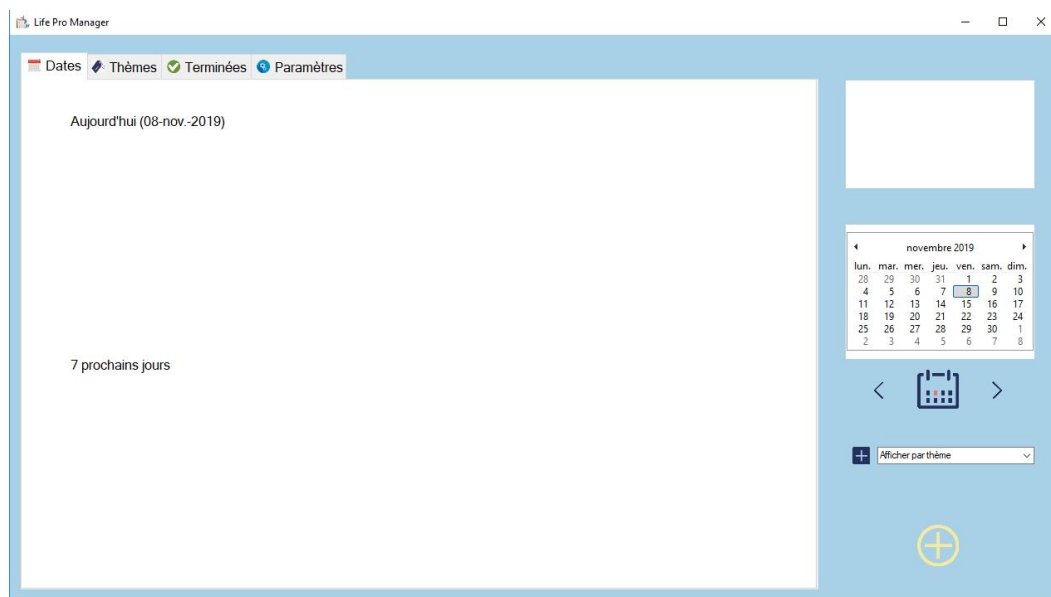 Life Pro Manager
Dates Thèmes Terminées Paramètres
Aujourd'hui (08-nov.-2019)
7 prochains jours
novembre 2019
lun. mar. mer. jeu. ven. sam. dim.
28 29 30 31 1 2 3
4 5 6 7 8 9 10
11 12 13 14 15 16 17
18 19 20 21 22 23 24
25 26 27 28 29 30 1
2 3 4 5 6 7 8
Afficher par thème